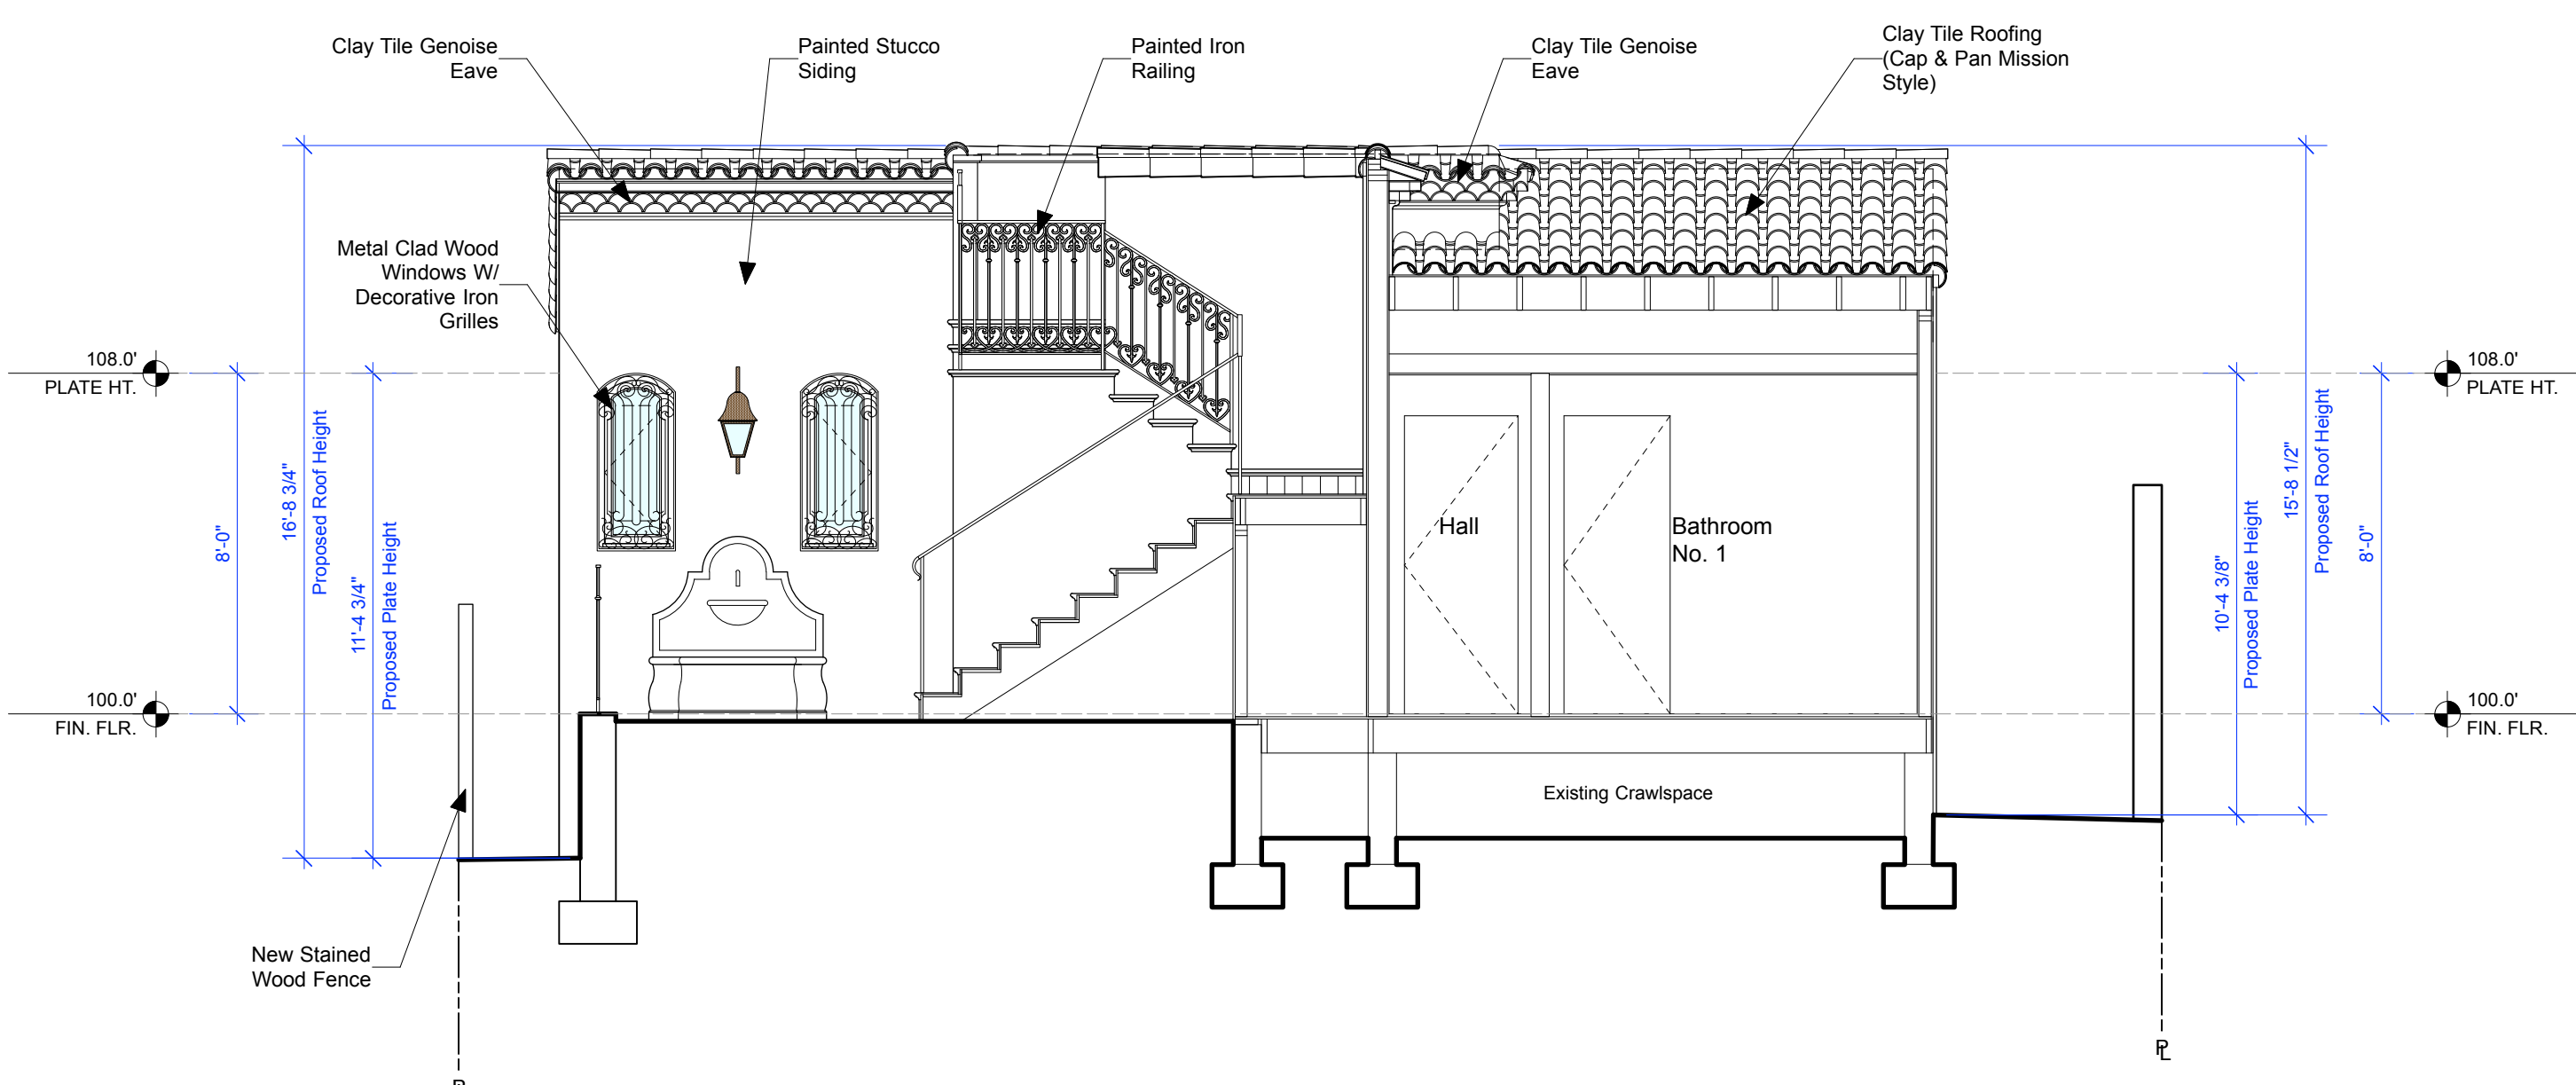 Clay Tile Genoise
Eave
Painted Stucco
Siding
Painted Iron
Railing
Clay Tile Genoise
Eave
Clay Tile Roofing
(Cap & Pan Mission
Style)
Metal Clad Wood
Windows W/
Decorative Iron
Grilles
108.0'
PLATE HT.
108.0'
PLATE HT.
8'-0"
16'-8 3/4"
Proposed Roof Height
11'-4 3/4"
Proposed Plate Height
Hall
Bathroom
No. 1
10'-4 3/8"
Proposed Plate Height
15'-8 1/2"
Proposed Roof Height
8'-0"
100.0'
FIN. FLR.
100.0'
FIN. FLR.
Existing Crawlspace
New Stained
Wood Fence
PL